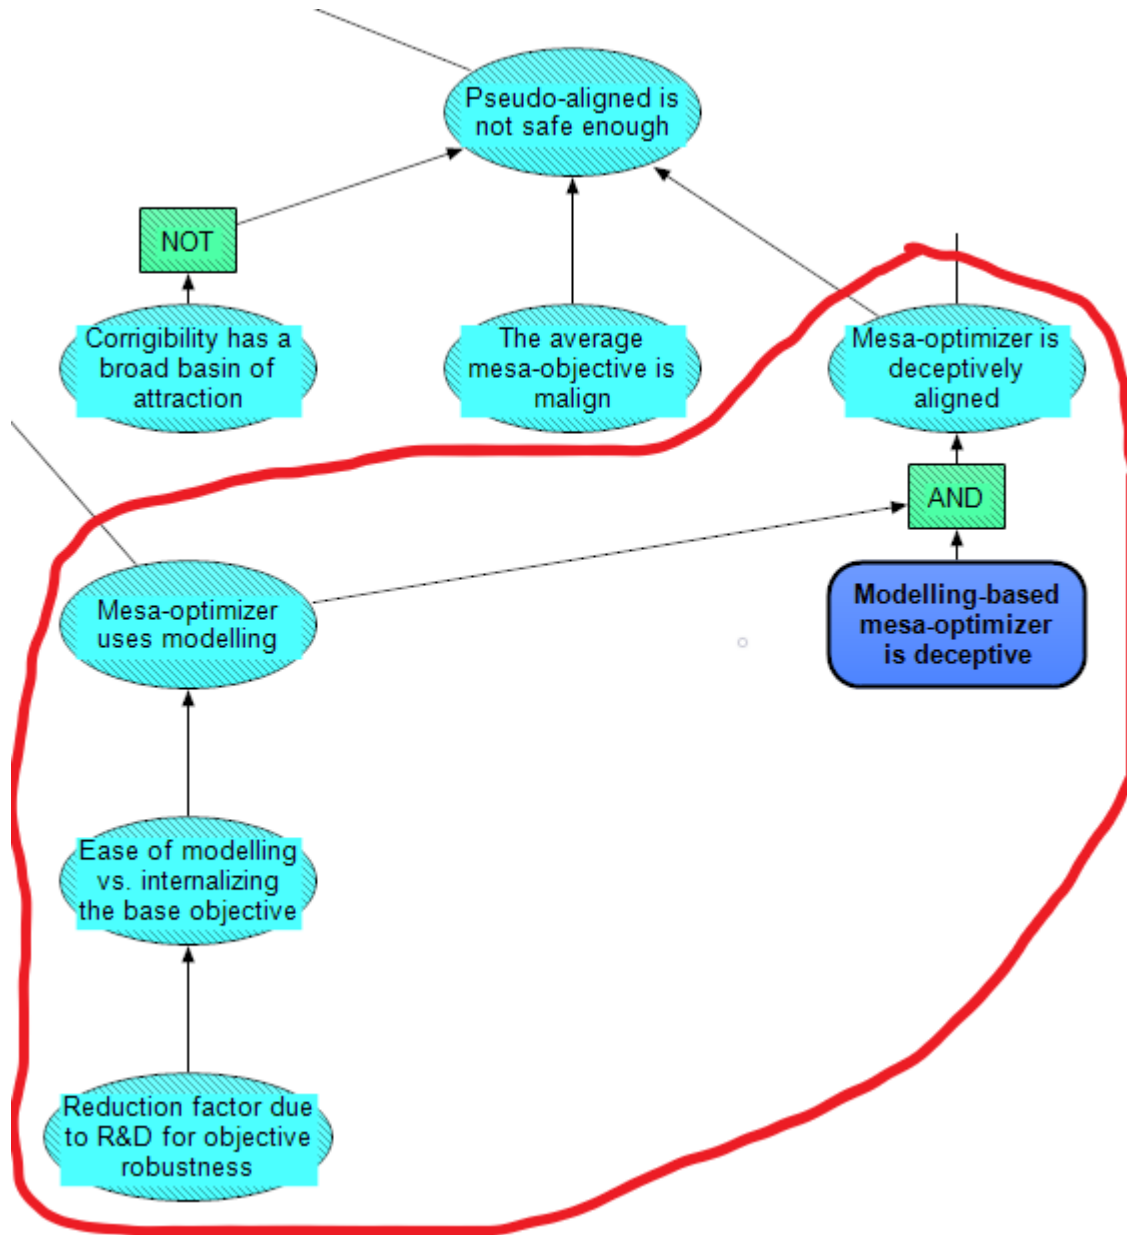 Pseudo-aligned is
not safe enough
NOT
Corrigibility has a
broad basin of
attraction
The average
mesa-objective is
malign
Mesa-optimizer is
deceptively
aligned
AND
Mesa-optimizer
uses modelling
Modelling-based
mesa-optimizer
is deceptive
Ease of modelling
vs. internalizing
the base objective
Reduction factor due
to R&D for objective
robustness